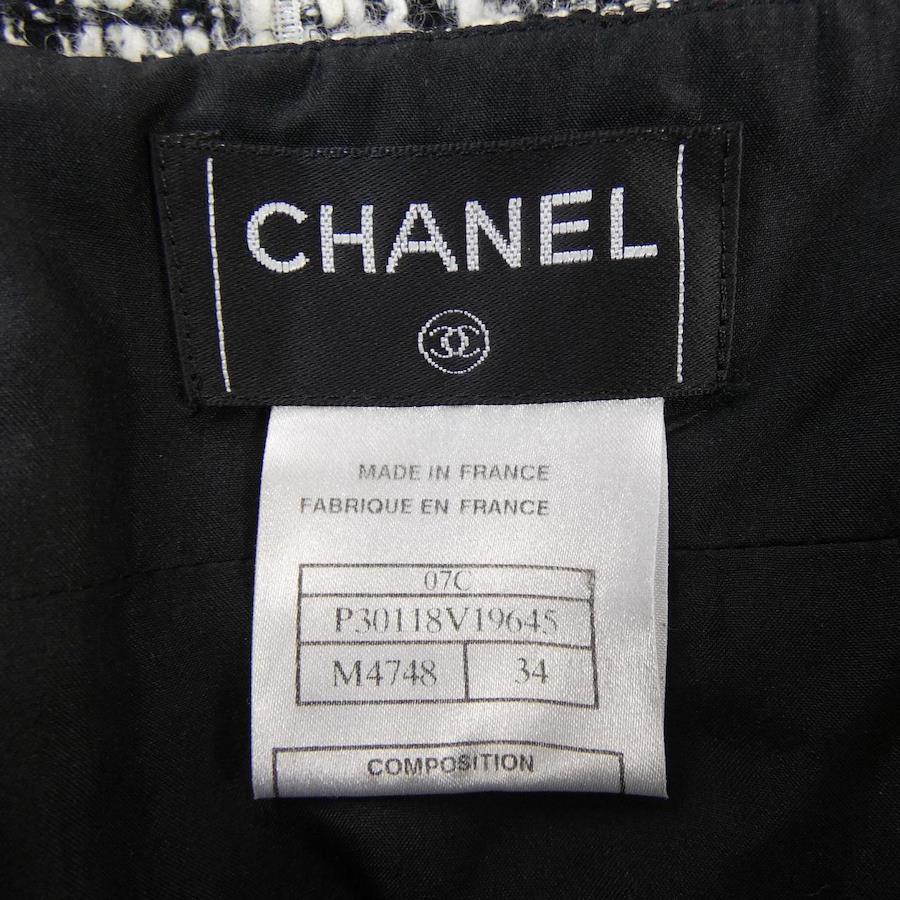 CHANEL
MADE IN FRANCE
FABRIQUE EN FRANCE
07C
P30118V19645
M4748 34
COMPOSITION